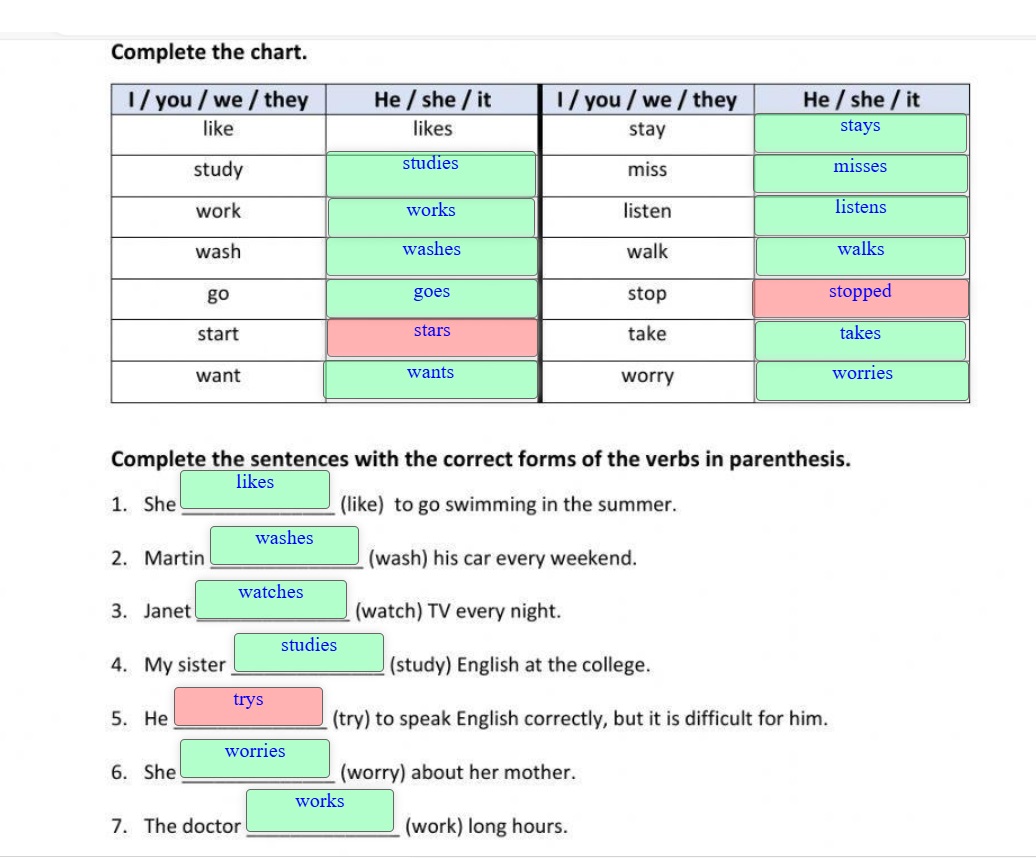 Complete the chart.
I / you / we / they He / she / it I / you / we / they He / she / it
like likes stay stays
study studies miss misses
work works listen listens
wash washes walk walks
go goes stop stopped
start stars take takes
want wants worry worries
Complete the sentences with the correct forms of the verbs in parenthesis.
1. She likes (like) to go swimming in the summer.
2. Martin washes (wash) his car every weekend.
3. Janet watches (watch) TV every night.
4. My sister studies (study) English at the college.
5. He trys (try) to speak English correctly, but it is difficult for him.
6. She worries (worry) about her mother.
7. The doctor works (work) long hours.